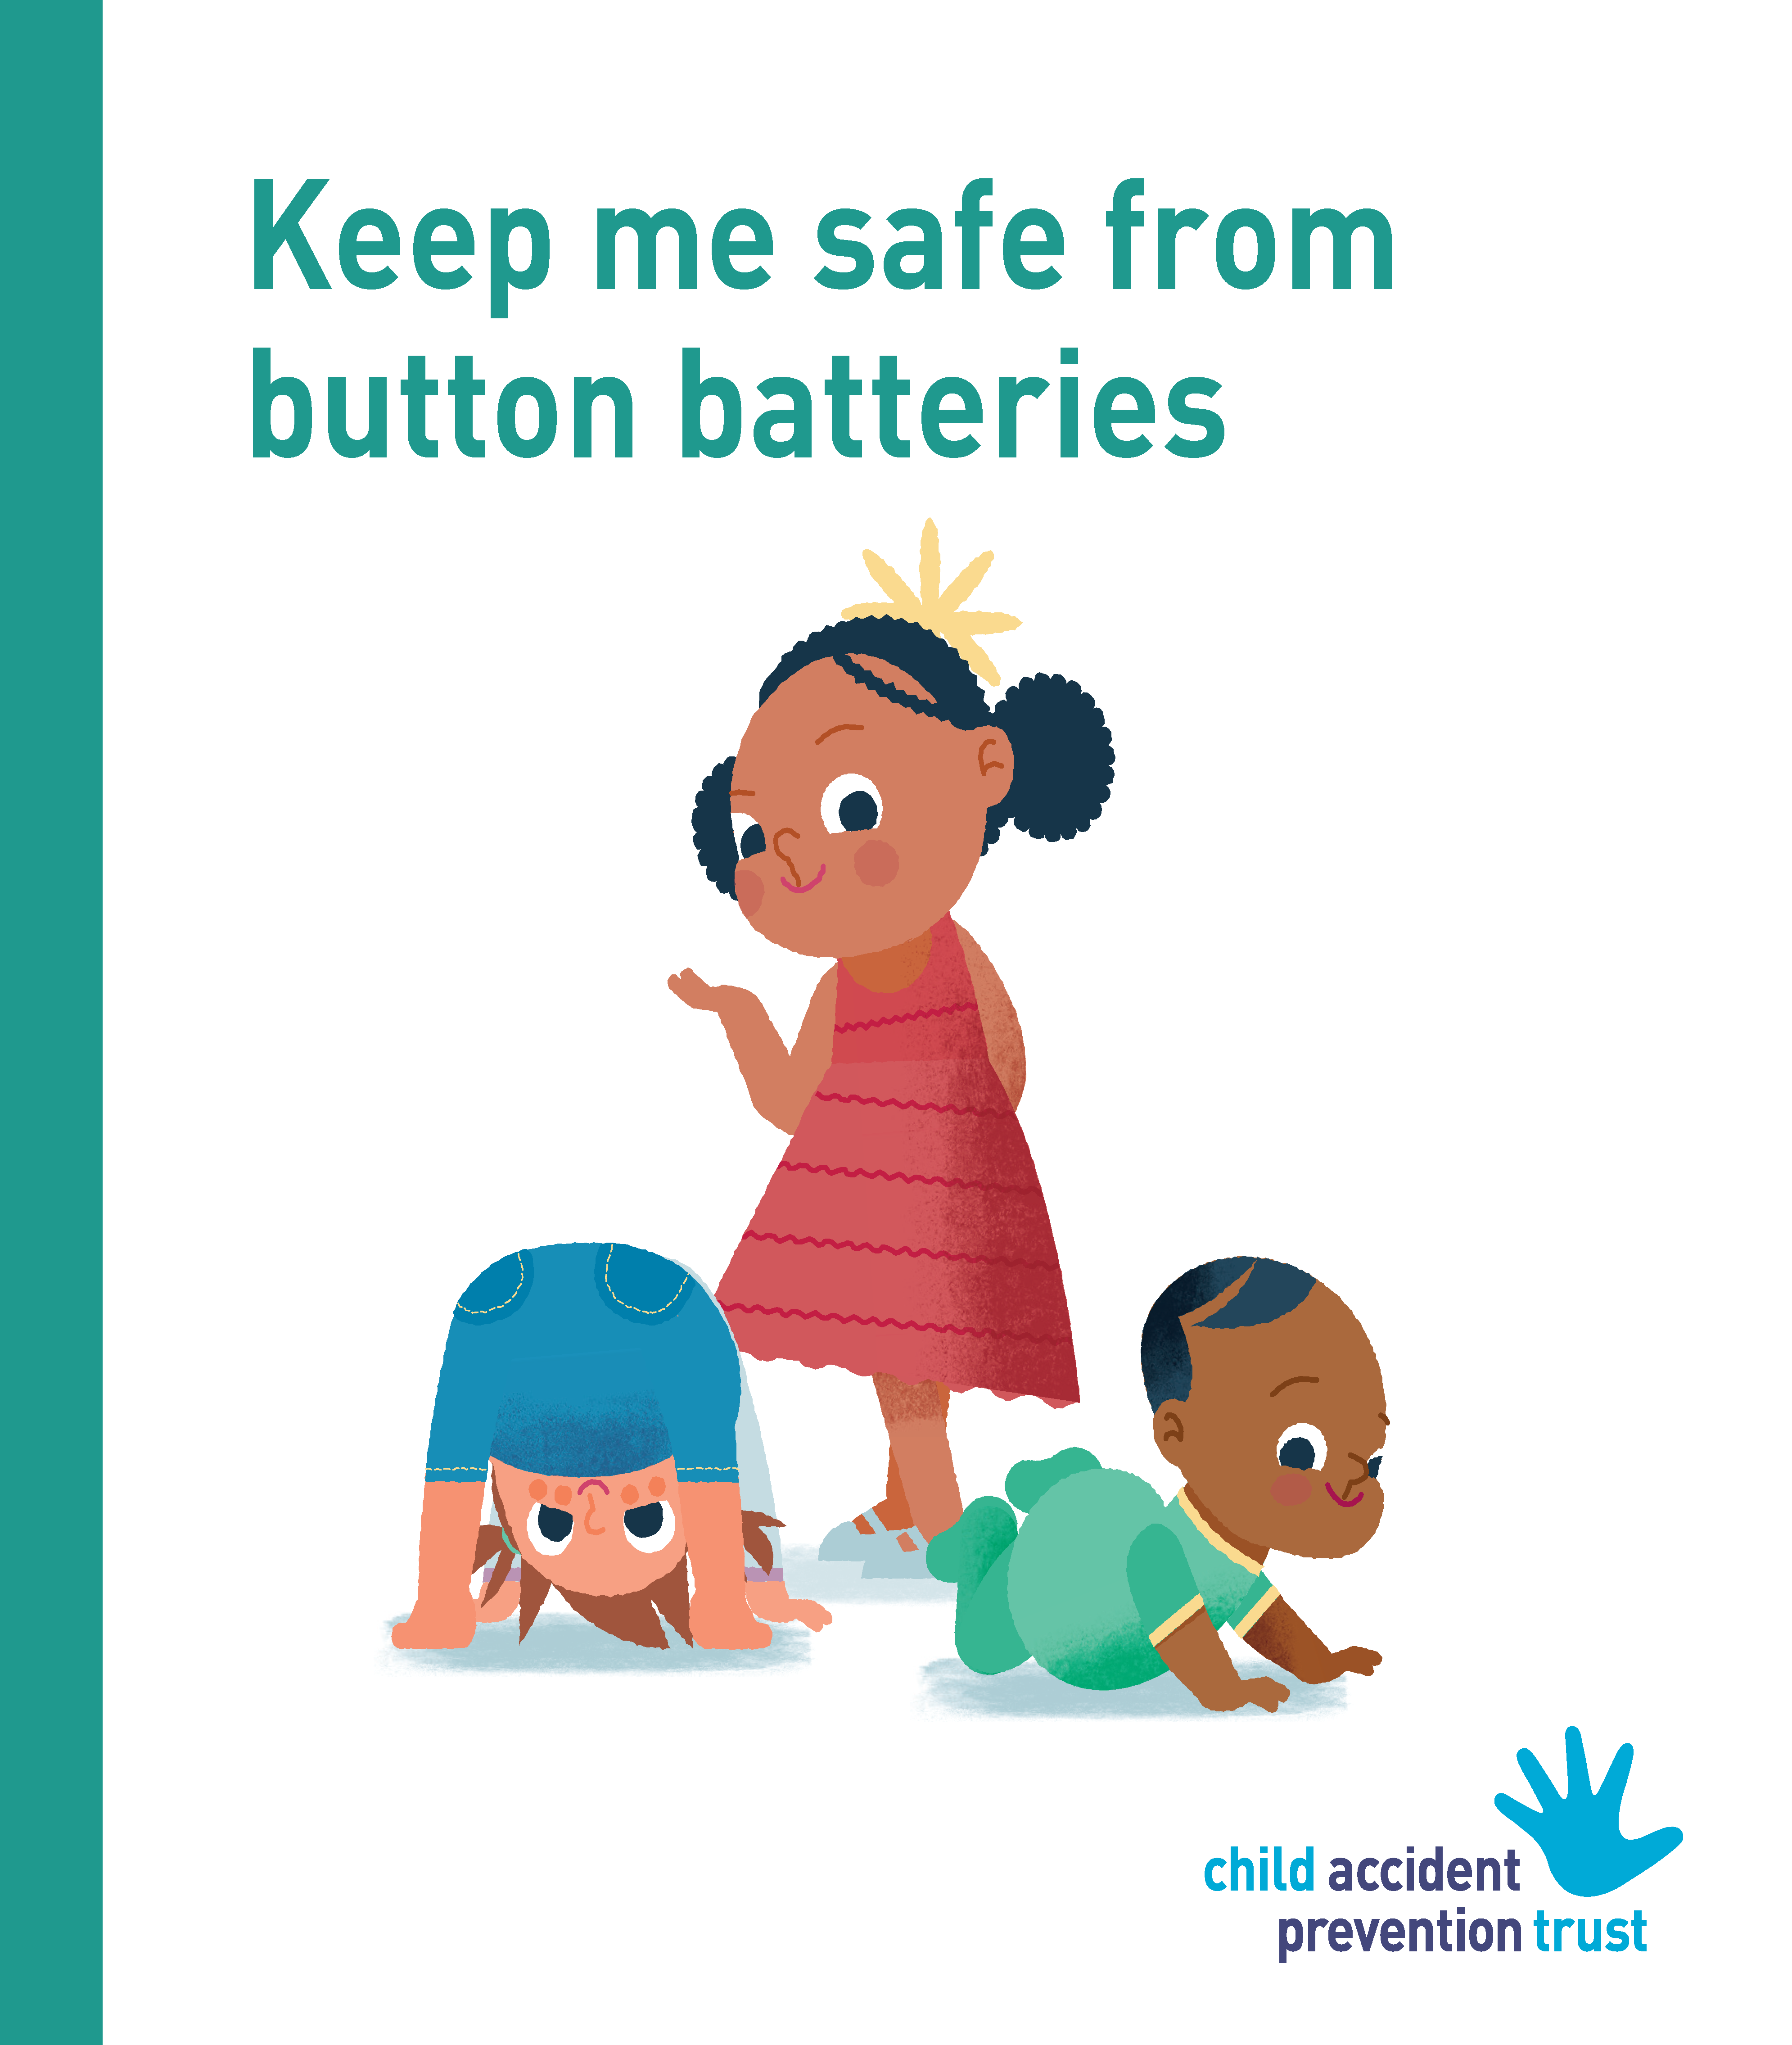 Keep me safe from
button batteries
child accident
prevention trust